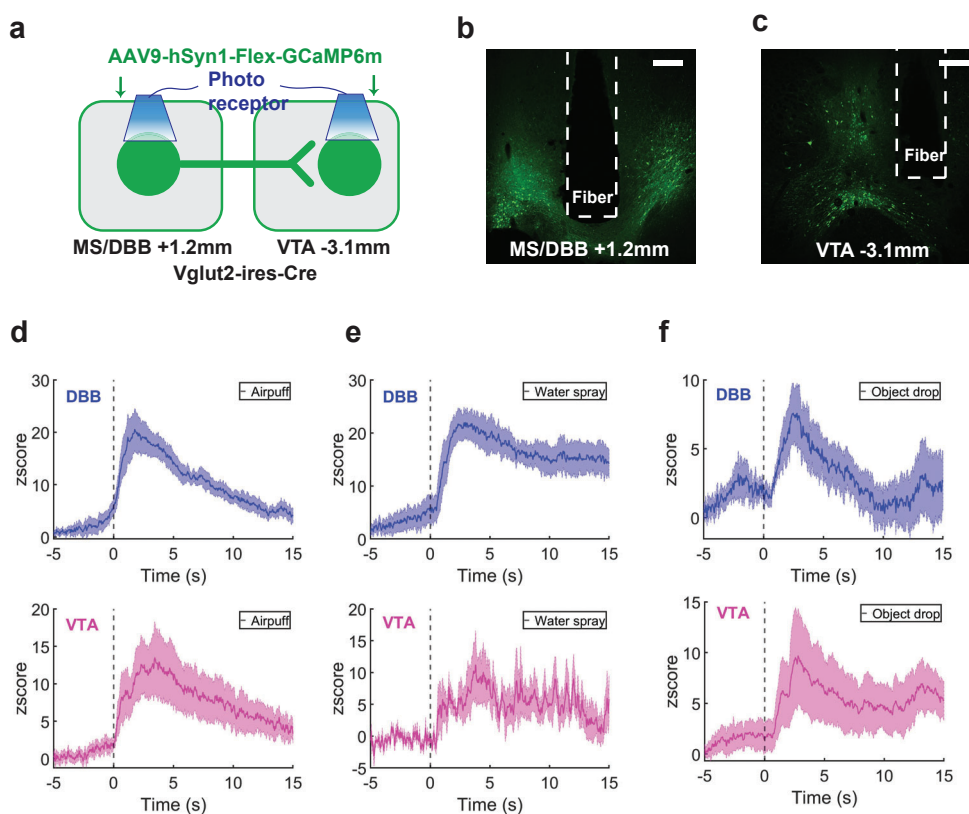 a
AAV9-hSyn1-Flex-GCaMP6m
Photo
receptor
MS/DBB +1.2mm
VTA -3.1mm
Vglut2-ires-Cre
b
Fiber
MS/DBB +1.2mm
c
Fiber
VTA -3.1mm
d
30
20
10
0
zscore
DBB
Airpuff
-5
0
5
10
15
Time (s)
20
15
10
5
0
zscore
VTA
Airpuff
-5
0
5
10
15
Time (s)
e
30
20
10
0
zscore
DBB
Water spray
-5
0
5
10
15
Time (s)
20
15
10
5
0
-5
zscore
VTA
Water spray
-5
0
5
10
15
Time (s)
f
10
5
0
zscore
DBB
Object drop
-5
0
5
10
15
Time (s)
15
10
5
0
zscore
VTA
Object drop
-5
0
5
10
15
Time (s)